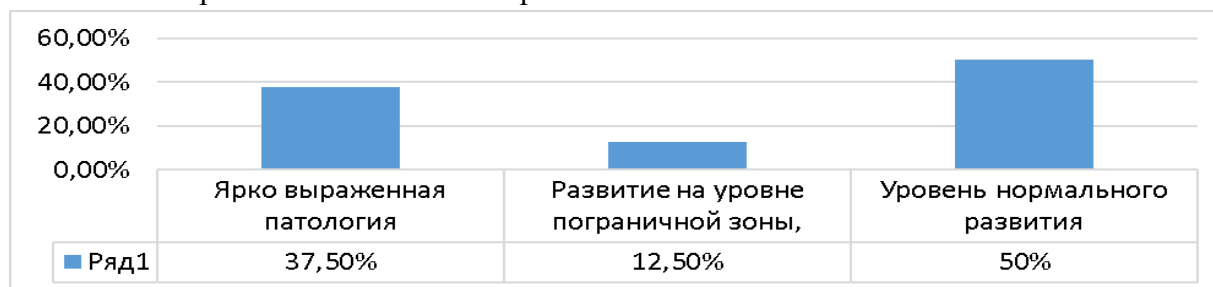 60,00%
40,00%
20,00%
0,00%
Ярко выраженная патология
Развитие на уровне пограничной зоны,
Уровень нормального развития
Ряд1 37,50% 12,50% 50%